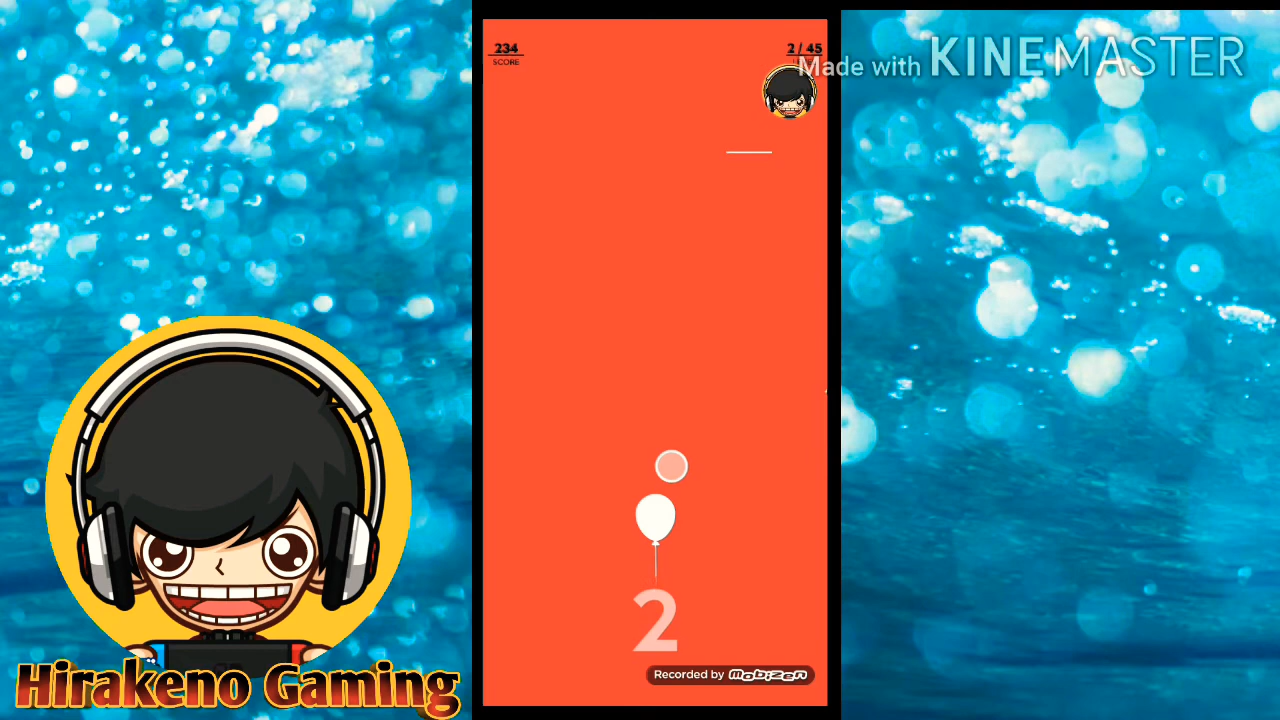 234
SCORE
2 / 45
Made with KINEMASTER
2
Recorded by mobizen
Hirakeno Gaming